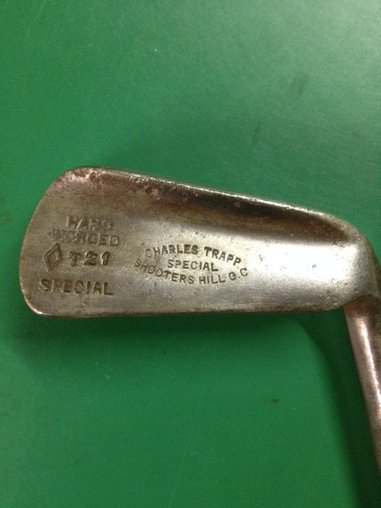 HAND
FORGED
T21
SPECIAL
CHARLES TRAPP
SPECIAL
SHOOTERS HILL G.C